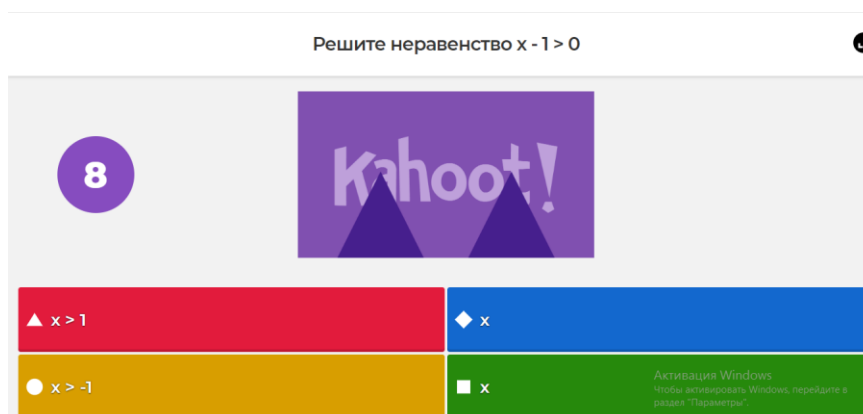 Решите неравенство x - 1 > 0
8
Kahoot!
x > 1
x
x > -1
x
Активация Windows
Чтобы активировать Windows, перейдите в
раздел "Параметры".